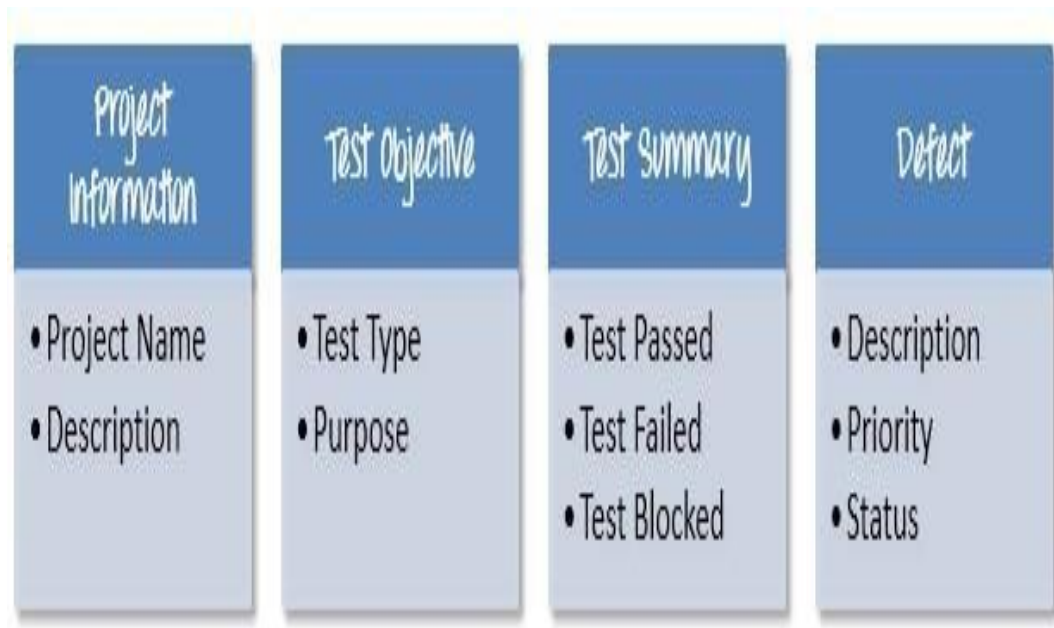 Project
Information
• Project Name
• Description
Test Objective
• Test Type
• Purpose
Test Summary
• Test Passed
• Test Failed
• Test Blocked
Defect
• Description
• Priority
• Status